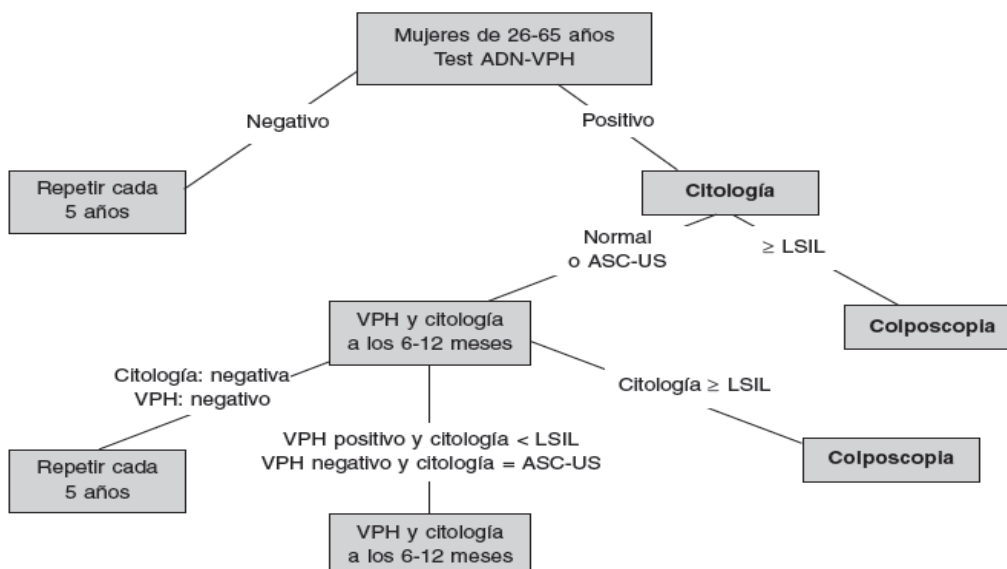 Mujeres de 26-65 años
Test ADN-VPH
Negativo
Positivo
Repetir cada
5 años
Citología
Normal
o ASC-US
≥ LSIL
VPH y citología
a los 6-12 meses
Colposcopia
Citología: negativa
VPH: negativo
Citología ≥ LSIL
VPH positivo y citología < LSIL
VPH negativo y citología = ASC-US
Repetir cada
5 años
Colposcopia
VPH y citología
a los 6-12 meses